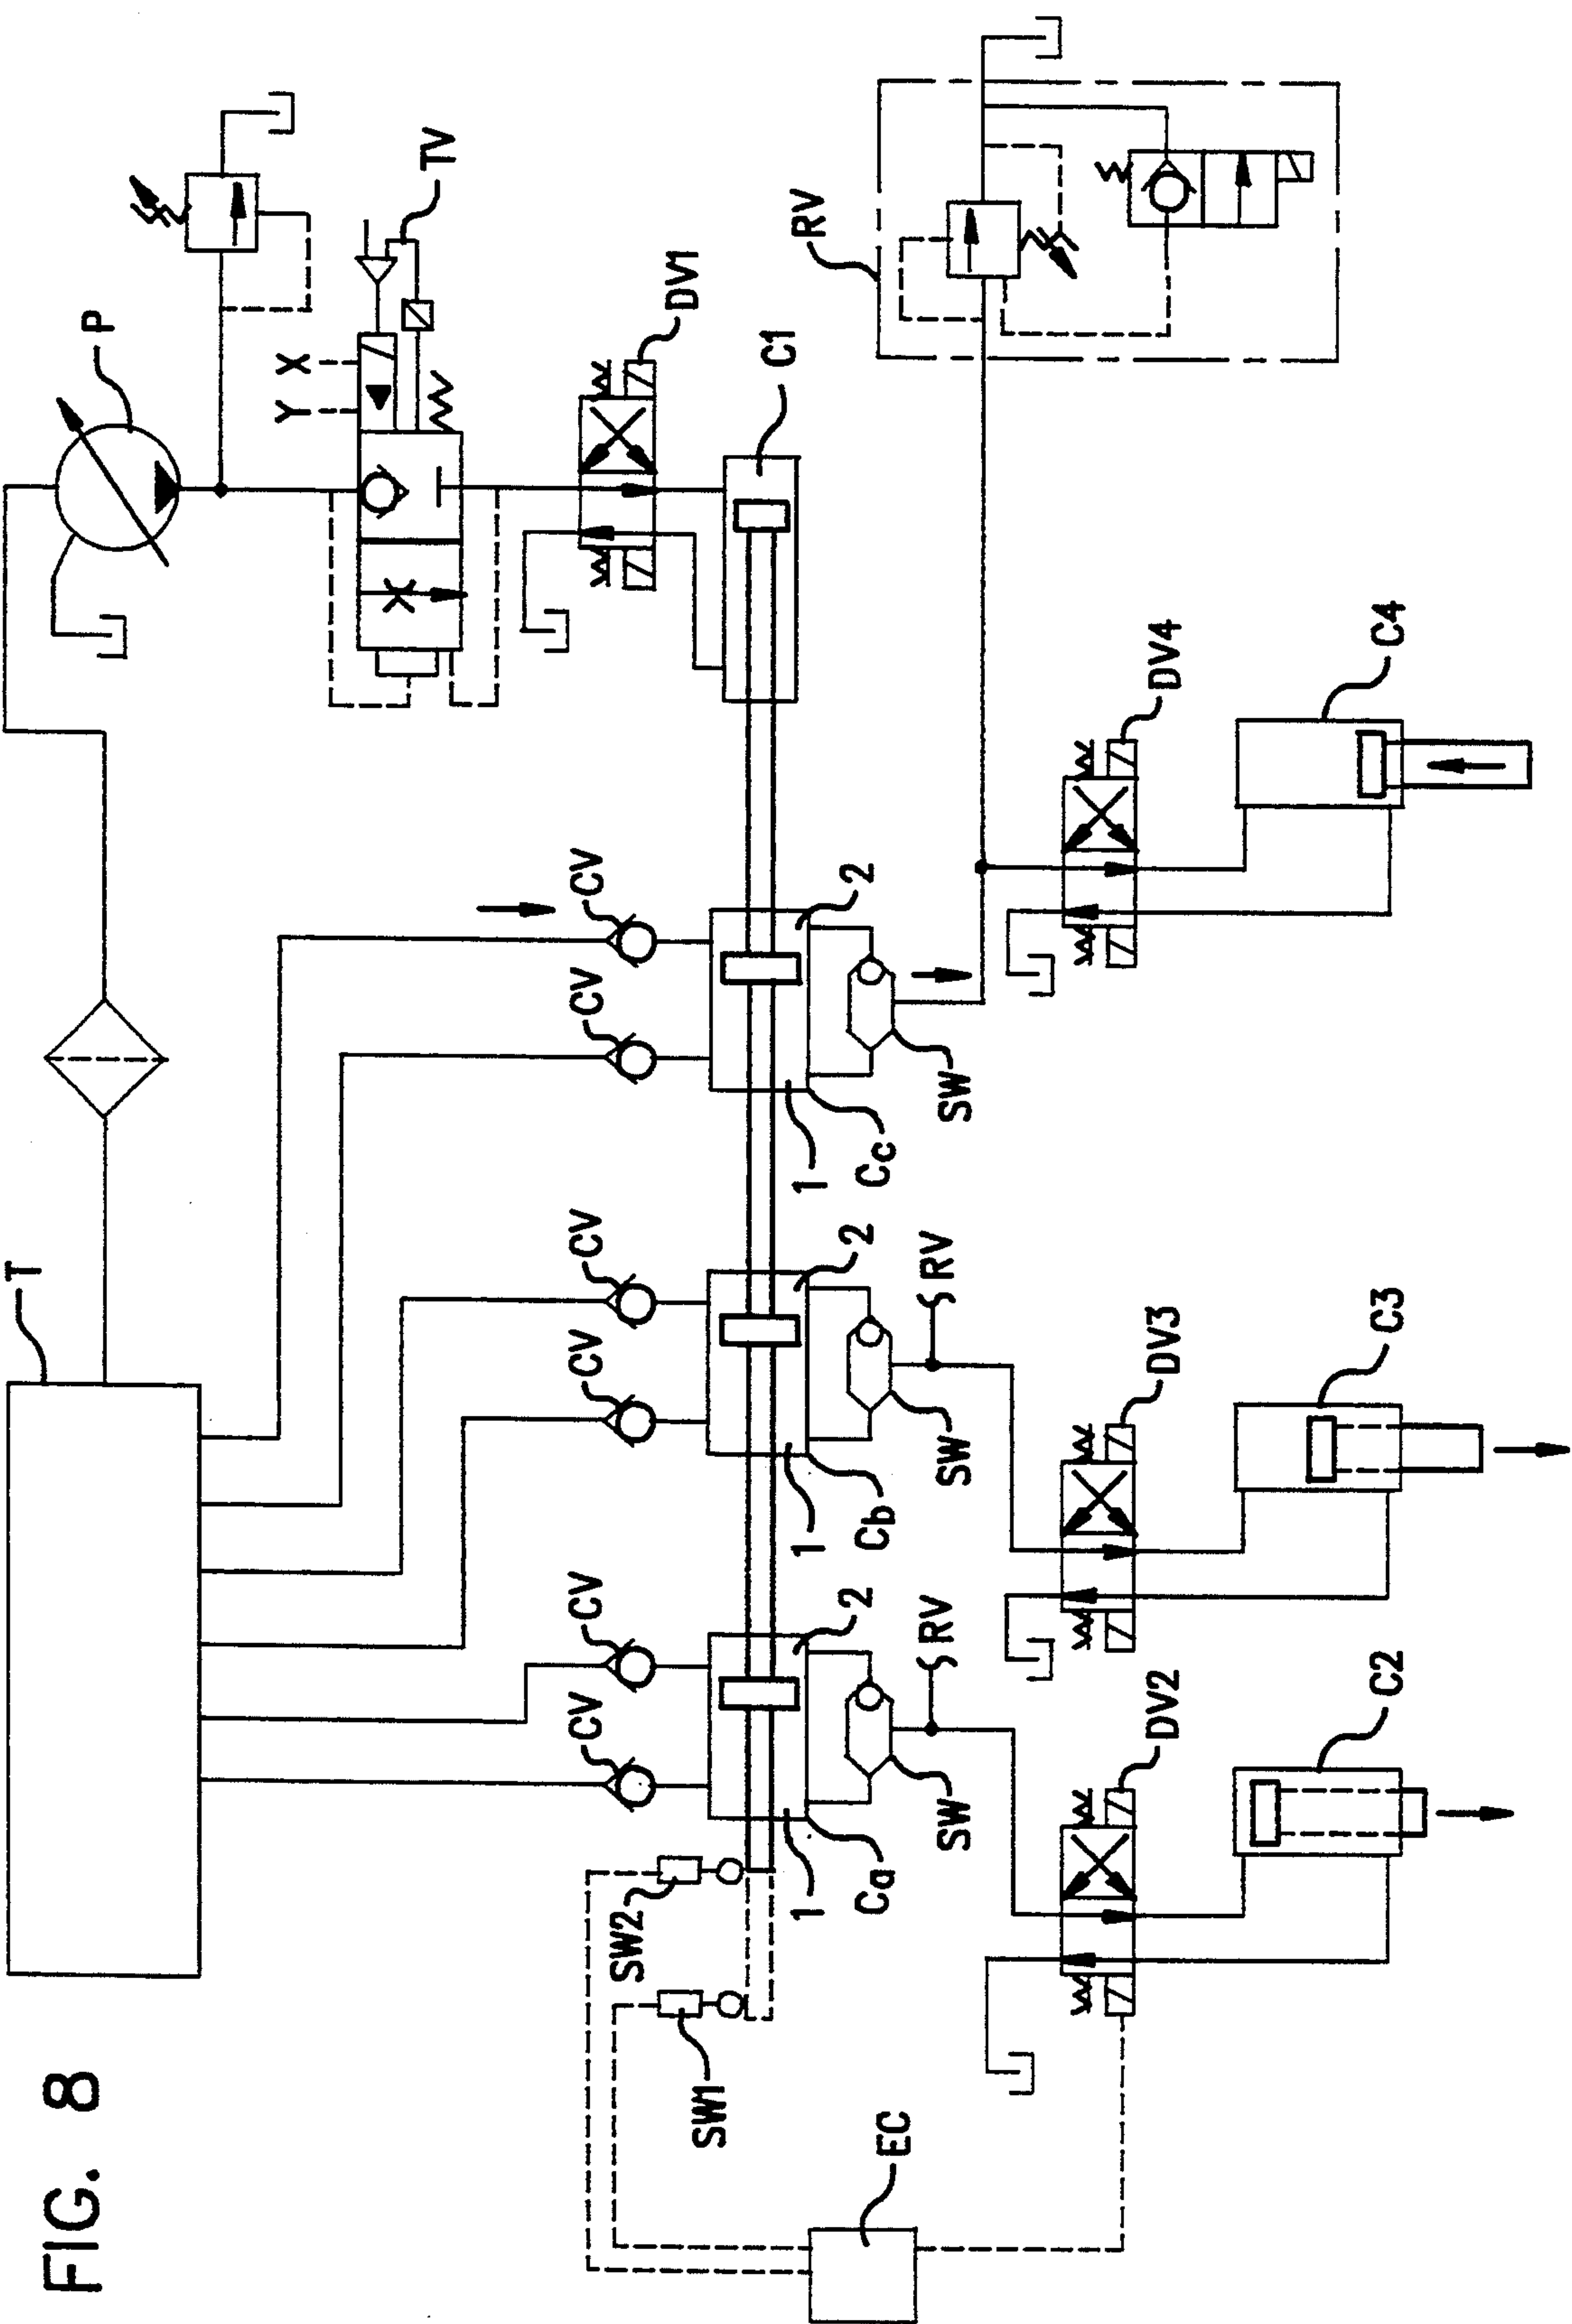 FIG. 8
T
P
TV
Y X
DV1
C1
RV
CV
CV
CV
CV
CV
CV
SW1
SW2
1
2
Ca
1
2
Cb
1
2
Cc
SW
SW
SW
RV
RV
EC
DV2
DV3
DV4
C2
C3
C4